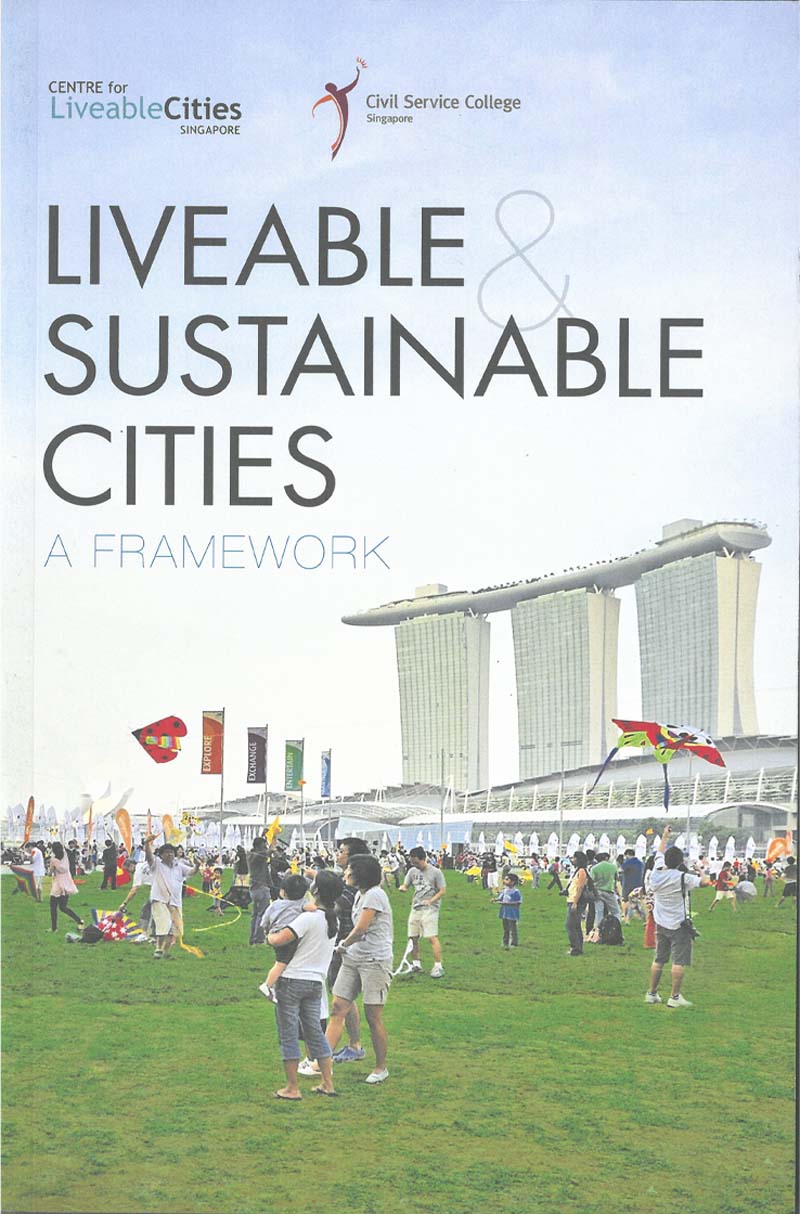 CENTRE for
LiveableCities
SINGAPORE
Civil Service College
Singapore
LIVEABLE &
SUSTAINABLE
CITIES
A FRAMEWORK
EXPLORE
EXCHANGE
ENTERTAIN